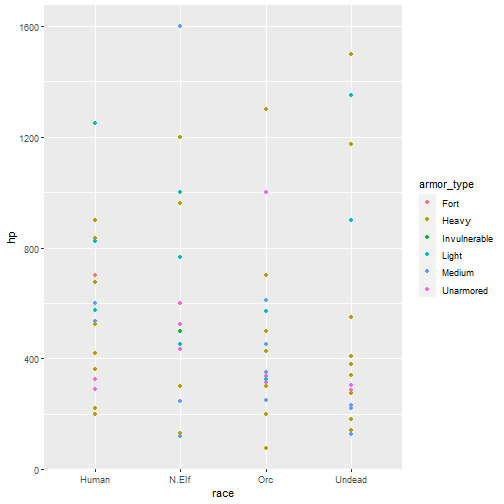 1600
1200
800
400
0
hp
Human
N.Elf
Orc
Undead
race
armor_type
Fort
Heavy
Invulnerable
Light
Medium
Unarmored